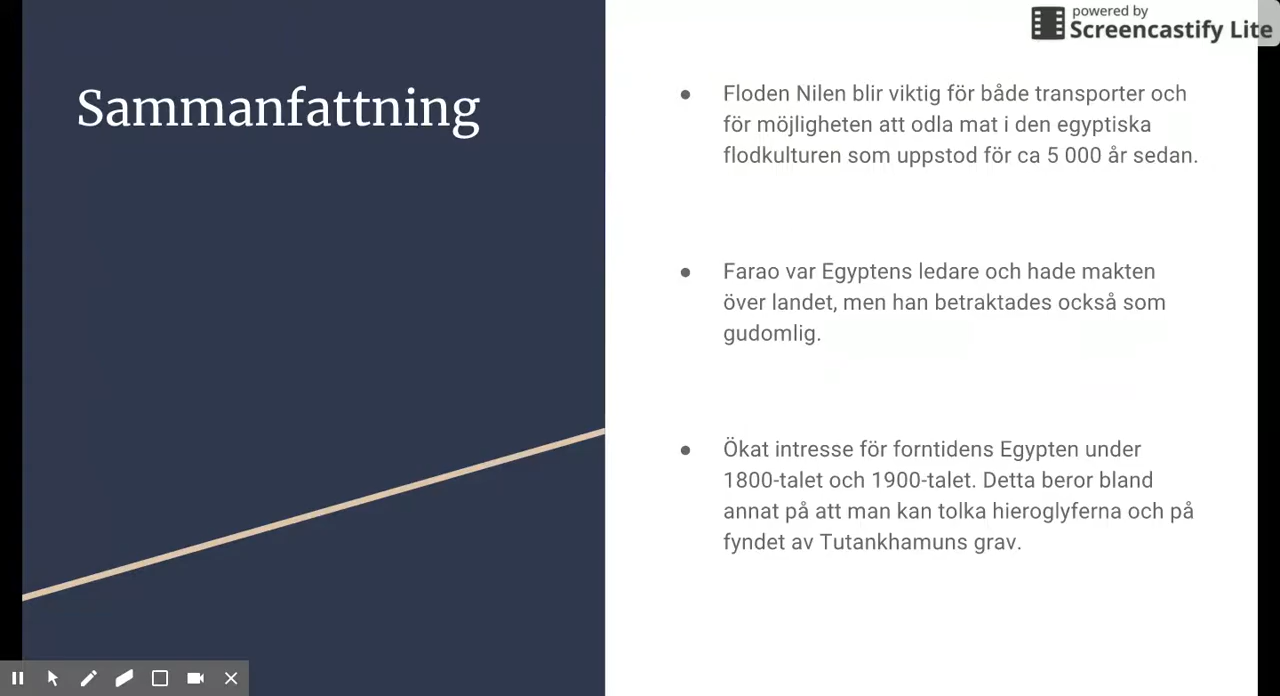 powered by
Screencastify Lite
Sammanfattning
● Floden Nilen blir viktig för både transporter och
för möjligheten att odla mat i den egyptiska
flodkulturen som uppstod för ca 5 000 år sedan.
● Farao var Egyptens ledare och hade makten
över landet, men han betraktades också som
gudomlig.
● Ökat intresse för forntidens Egypten under
1800-talet och 1900-talet. Detta beror bland
annat på att man kan tolka hieroglyferna och på
fyndet av Tutankhamuns grav.